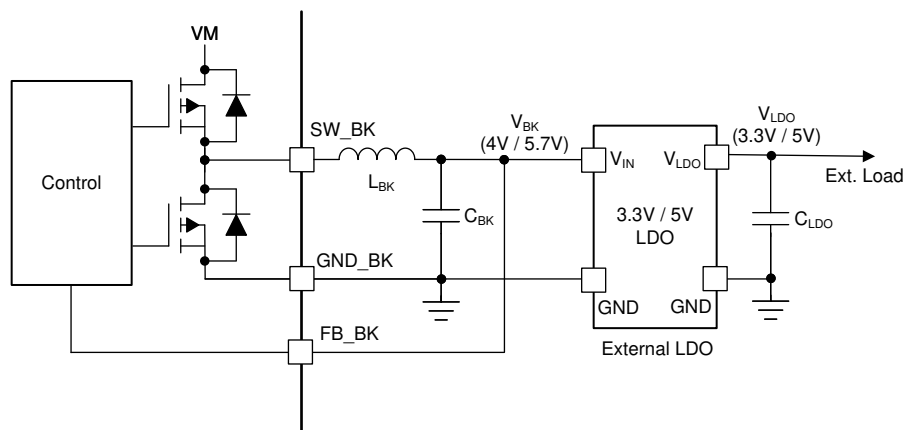 VM
Control
SW_BK
L_BK
V_BK
(4V / 5.7V)
C_BK
GND_BK
FB_BK
V_IN
V_LDO
3.3V / 5V
LDO
GND
GND
External LDO
V_LDO
(3.3V / 5V)
Ext. Load
C_LDO